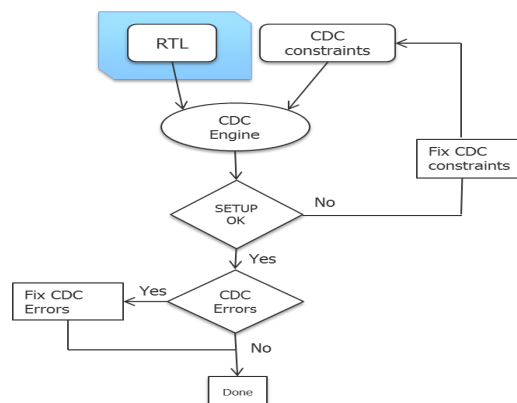 RTL
CDC
constraints
CDC
Engine
Fix CDC
constraints
SETUP
OK
No
Yes
Fix CDC
Errors
Yes
CDC
Errors
No
Done